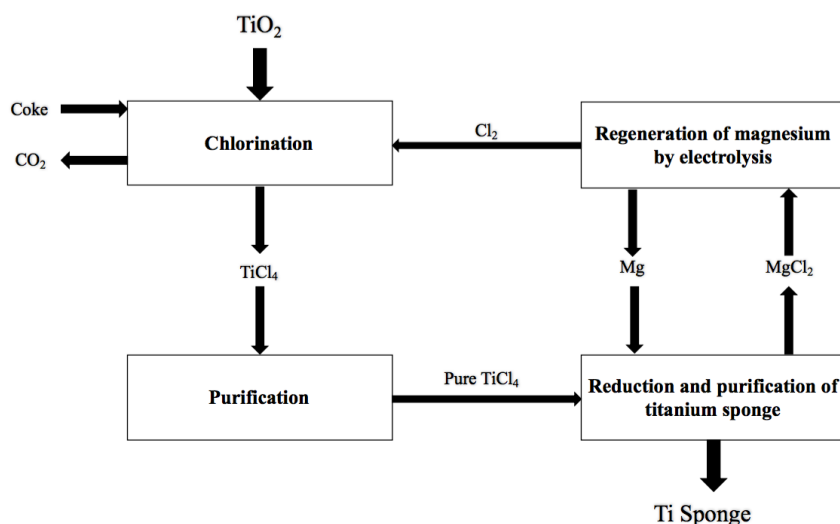 TiO₂
Coke
CO₂
Chlorination
Cl₂
Regeneration of magnesium
by electrolysis
TiCl₄
Mg
MgCl₂
Purification
Pure TiCl₄
Reduction and purification of
titanium sponge
Ti Sponge